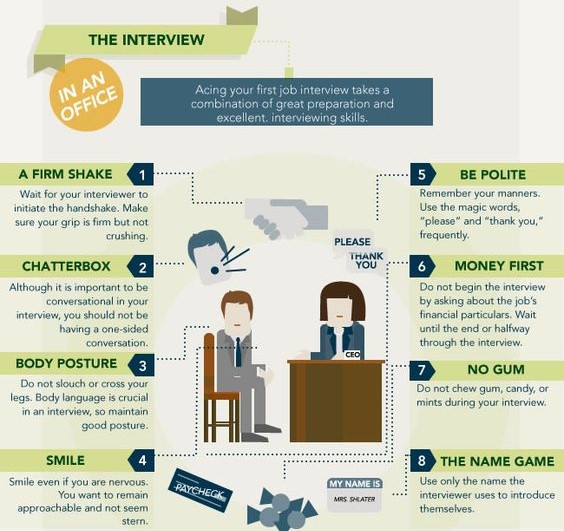 THE INTERVIEW
IN AN
OFFICE
Acing your first job interview takes a
combination of great preparation and
excellent. interviewing skills.
A FIRM SHAKE 1
Wait for your interviewer to
initiate the handshake. Make
sure your grip is firm but not
crushing.
CHATTERBOX 2
Although it is important to be
conversational in your
interview, you should not be
having a one-sided
conversation.
BODY POSTURE 3
Do not slouch or cross your
legs. Body language is crucial
in an interview, so maintain
good posture.
SMILE 4
Smile even if you are nervous.
You want to remain
approachable and not seem
stern.
PLEASE
THANK
YOU
CEO
PAYCHECK
MY NAME IS
MRS. SHLATER
5 BE POLITE
Remember your manners.
Use the magic words,
"please" and "thank you,"
frequently.
6 MONEY FIRST
Do not begin the interview
by asking about the job's
financial particulars. Wait
until the end or halfway
through the interview.
7 NO GUM
Do not chew gum, candy, or
mints during your interview.
8 THE NAME GAME
Use only the name the
interviewer uses to introduce
themselves.